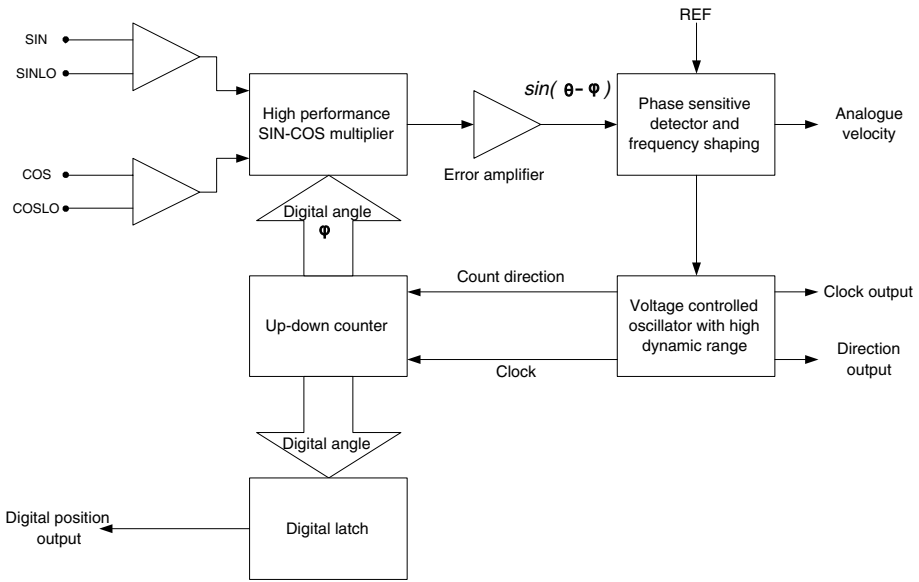 REF
SIN
SINLO
sin( θ- φ )
High performance
SIN-COS multiplier
Phase sensitive
detector and
frequency shaping
Analogue
velocity
Error amplifier
COS
COSLO
Digital angle
φ
Count direction
Up-down counter
Voltage controlled
oscillator with high
dynamic range
Clock output
Clock
Direction
output
Digital angle
Digital position
output
Digital latch